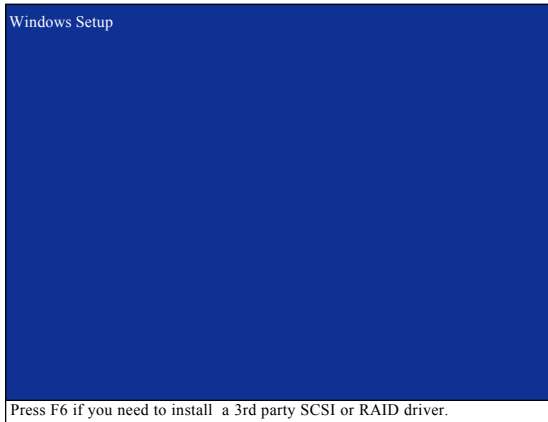 Windows Setup
Press F6 if you need to install a 3rd party SCSI or RAID driver.